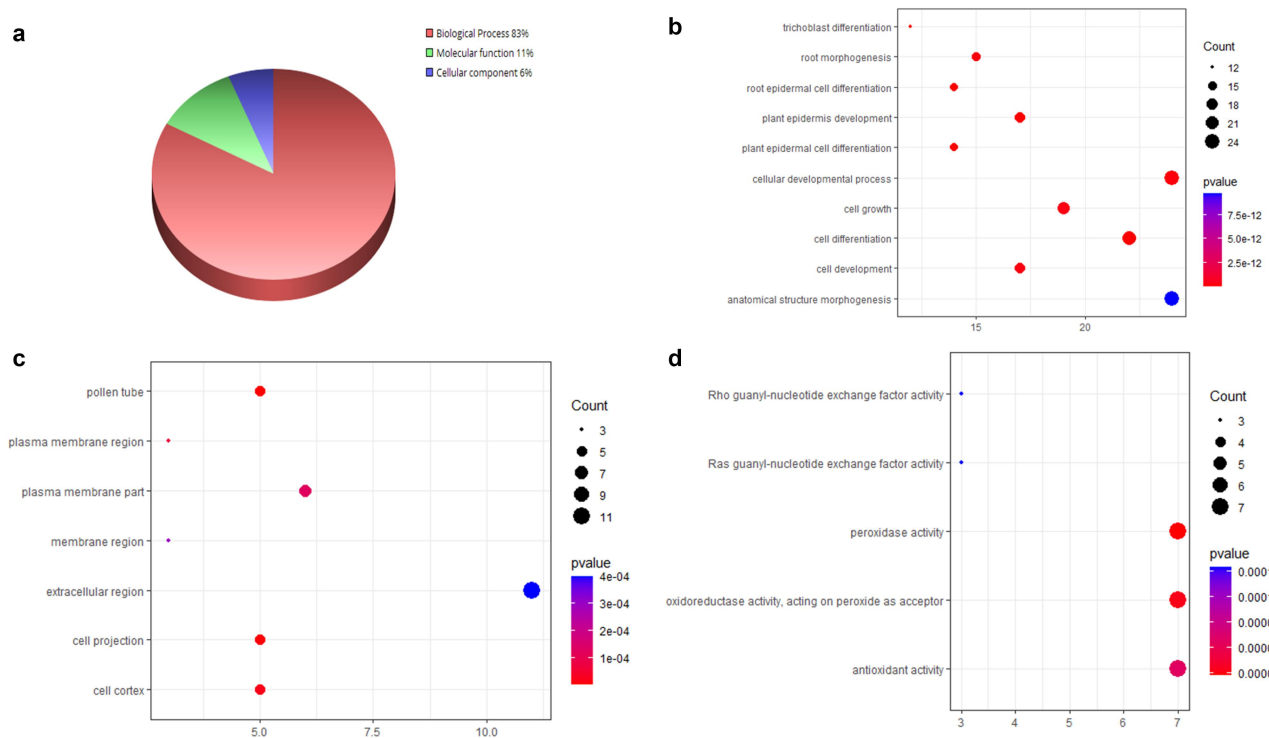 a
Biological Process 83%
Molecular function 11%
Cellular component 6%
b
trichoblast differentiation
root morphogenesis
root epidermal cell differentiation
plant epidermis development
plant epidermal cell differentiation
cellular developmental process
cell growth
cell differentiation
cell development
anatomical structure morphogenesis
15
20
Count
12
15
18
21
24
pvalue
7.5e-12
5.0e-12
2.5e-12
c
pollen tube
plasma membrane region
plasma membrane part
membrane region
extracellular region
cell projection
cell cortex
5.0
7.5
10.0
Count
3
5
7
9
11
pvalue
4e-04
3e-04
2e-04
1e-04
d
Rho guanyl-nucleotide exchange factor activity
Ras guanyl-nucleotide exchange factor activity
peroxidase activity
oxidoreductase activity, acting on peroxide as acceptor
antioxidant activity
3
4
5
6
7
Count
3
4
5
6
7
pvalue